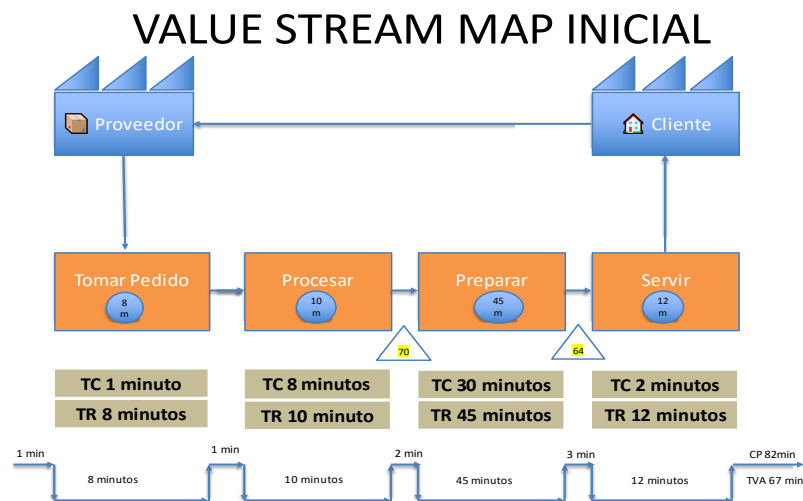 VALUE STREAM MAP INICIAL
Proveedor
Cliente
Tomar Pedido
8
m
Procesar
10
m
Preparar
45
m
Servir
12
m
70
64
TC 1 minuto
TR 8 minutos
TC 8 minutos
TR 10 minuto
TC 30 minutos
TR 45 minutos
TC 2 minutos
TR 12 minutos
1 min
8 minutos
1 min
10 minutos
2 min
45 minutos
3 min
12 minutos
CP 82min
TVA 67 min